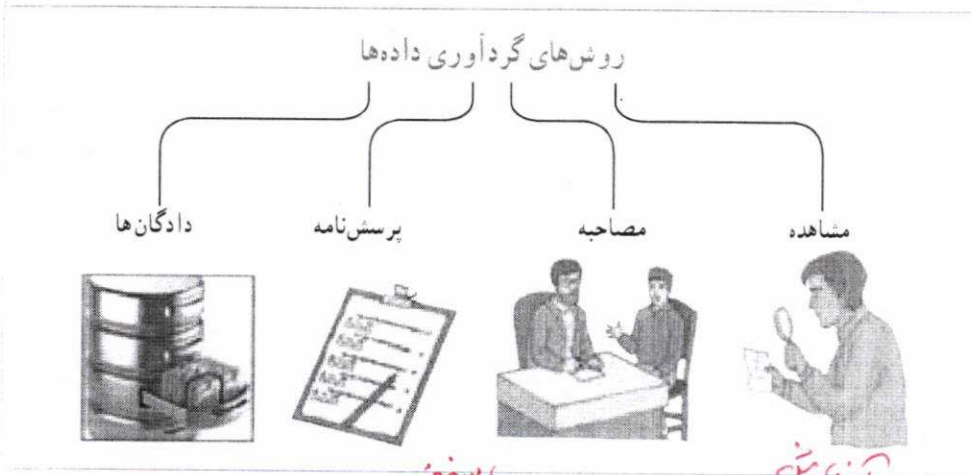 روش‌های گردآوری داده‌ها
مشاهده مصاحبه پرسش‌نامه دادگان‌ها